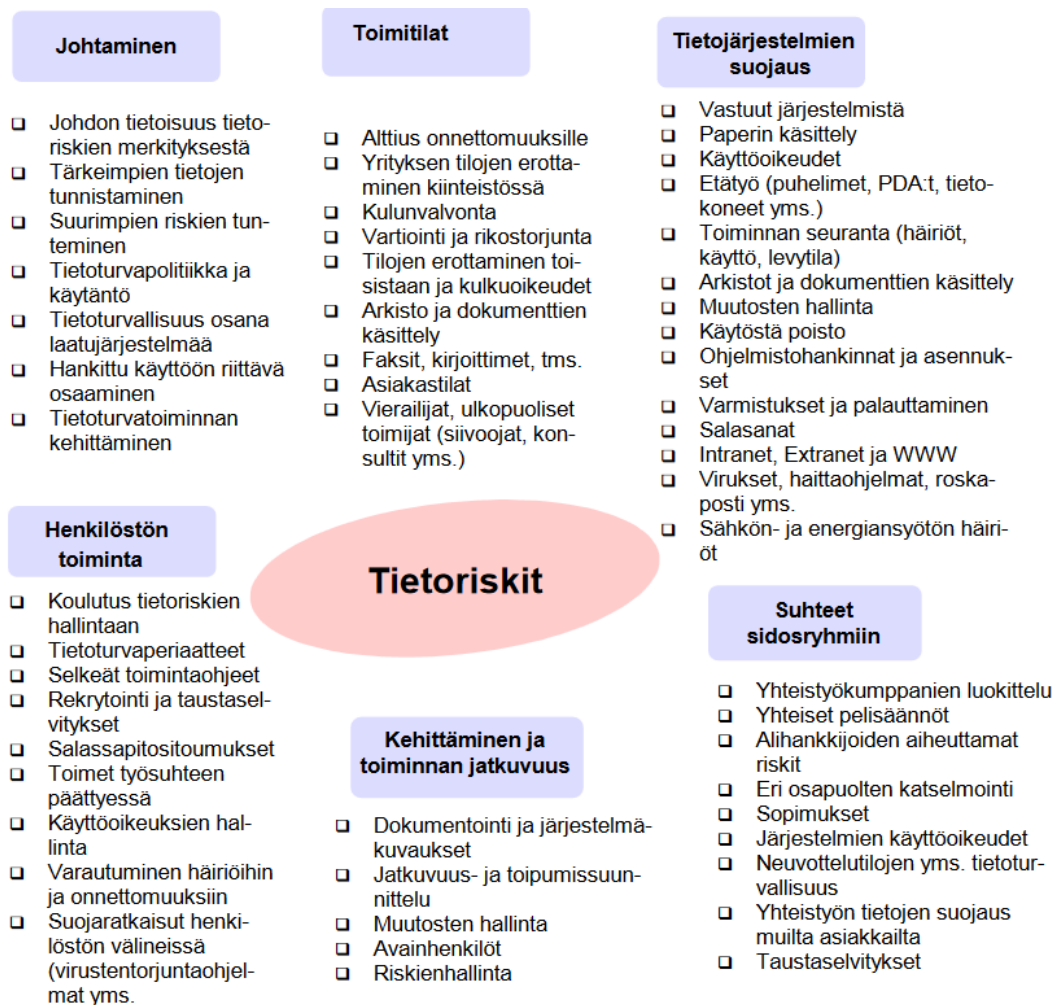 Johtaminen
❑ Johdon tietoisuus tieto-
riskien merkityksestä
❑ Tärkeimpien tietojen
tunnistaminen
❑ Suurimpien riskien tun-
teminen
❑ Tietoturvapolitiikka ja
käytäntö
❑ Tietoturvallisuus osana
laatujärjestelmää
❑ Hankittu käyttöön riittävä
osaaminen
❑ Tietoturvatoiminnan
kehittäminen
Toimitilat
❑ Alttius onnettomuuksille
❑ Yrityksen tilojen erotta-
minen kiinteistössä
❑ Kulunvalvonta
❑ Vartiointi ja rikostorjunta
❑ Tilojen erottaminen toi-
sistaan ja kulkuoikeudet
❑ Arkisto ja dokumenttien
käsittely
❑ Faksit, kirjoittimet, tms.
❑ Asiakastilat
❑ Vierailijat, ulkopuoliset
toimijat (siivoojat, kon-
sultit yms.)
Tietojärjestelmien
suojaus
❑ Vastuut järjestelmistä
❑ Paperin käsittely
❑ Käyttöoikeudet
❑ Etätyö (puhelimet, PDA:t, tieto-
koneet yms.)
❑ Toiminnan seuranta (häiriöt,
käyttö, levytila)
❑ Arkistot ja dokumenttien käsittely
❑ Muutosten hallinta
❑ Käytöstä poisto
❑ Ohjelmistohankinnat ja asennuk-
set
❑ Varmistukset ja palauttaminen
❑ Salasanat
❑ Intranet, Extranet ja WWW
❑ Virukset, haittaohjelmat, roska-
posti yms.
❑ Sähkön- ja energiansyötön häiri-
öt
Henkilöstön
toiminta
❑ Koulutus tietoriskien
hallintaan
❑ Tietoturvaperiaatteet
❑ Selkeät toimintaohjeet
❑ Rekrytointi ja taustasel-
vitykset
❑ Salassapitositoumukset
❑ Toimet työsuhteen
päättyessä
❑ Käyttöoikeuksien hal-
linta
❑ Varautuminen häiriöihin
ja onnettomuuksiin
❑ Suojaratkaisut henki-
löstön välineissä
(virustentorjuntaohjel-
mat yms.
Tietoriskit
Kehittäminen ja
toiminnan jatkuvuus
❑ Dokumentointi ja järjestelmä-
kuvaukset
❑ Jatkuvuus- ja toipumissuun-
nittelu
❑ Muutosten hallinta
❑ Avainhenkilöt
❑ Riskienhallinta
Suhteet
sidosryhmiin
❑ Yhteistyökumppanien luokittelu
❑ Yhteiset pelisäännöt
❑ Alihankkijoiden aiheuttamat
riskit
❑ Eri osapuolten katselmointi
❑ Sopimukset
❑ Järjestelmien käyttöoikeudet
❑ Neuvottelutilojen yms. tietotur-
vallisuus
❑ Yhteistyön tietojen suojaus
muilta asiakkailta
❑ Taustaselvitykset